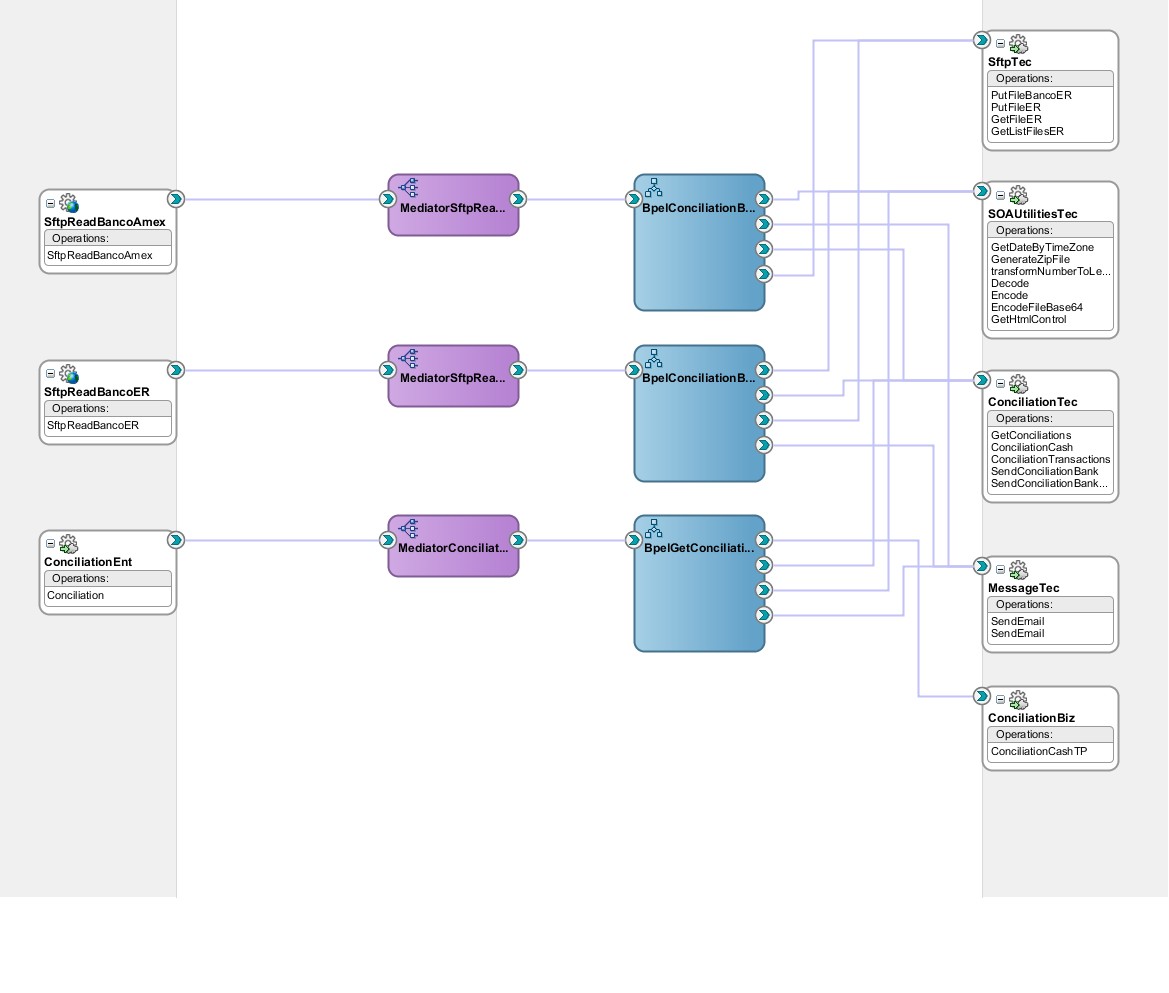 SftpReadBancoAmex
Operations:
SftpReadBancoAmex
SftpReadBancoER
Operations:
SftpReadBancoER
ConciliationEnt
Operations:
Conciliation
MediatorSftpRea...
MediatorSftpRea...
MediatorConciliat...
BpelConciliationB...
BpelConciliationB...
BpelGetConciliati...
SftpTec
Operations:
PutFileBancoER
PutFileER
GetFileER
GetListFilesER
SOAUtilitiesTec
Operations:
GetDateByTimeZone
GenerateZipFile
transformNumberToLe...
Decode
Encode
EncodeFileBase64
GetHtmlControl
ConciliationTec
Operations:
GetConciliations
ConciliationCash
ConciliationTransactions
SendConciliationBank
SendConciliationBank...
MessageTec
Operations:
SendEmail
SendEmail
ConciliationBiz
Operations:
ConciliationCashTP